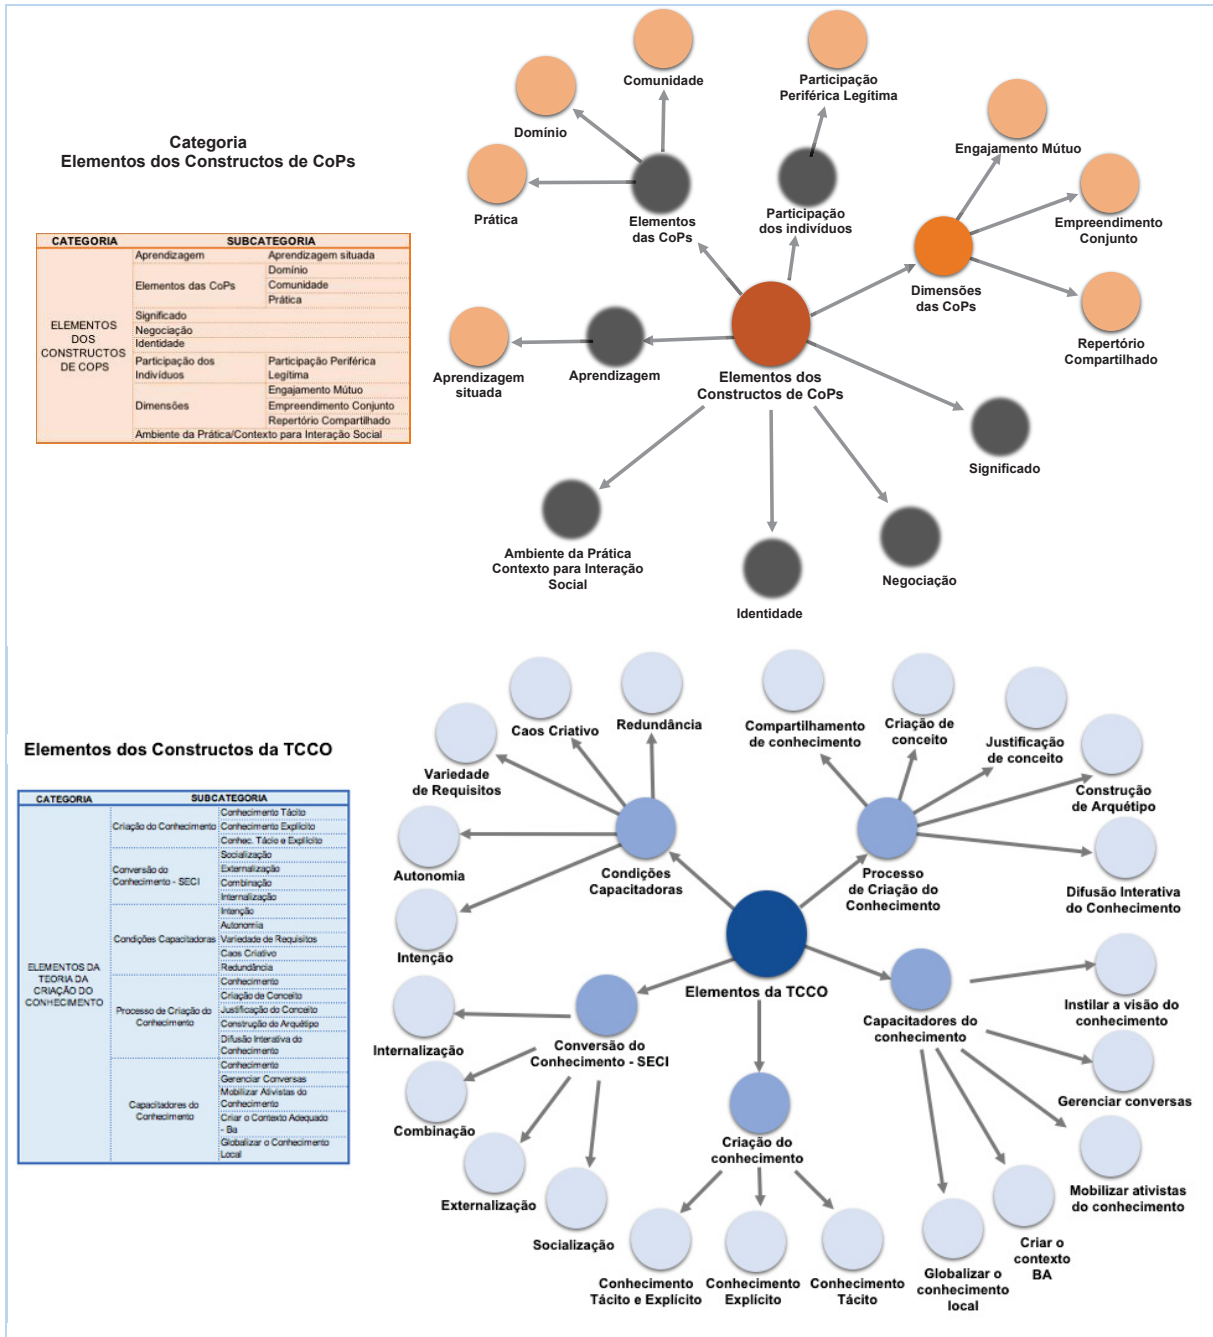 Categoria
Elementos dos Constructos de CoPs
CATEGORIA SUBCATEGORIA
ELEMENTOS
DOS
CONSTRUCTOS
DE COPS
Aprendizagem Aprendizagem situada
Elementos das CoPs
Domínio
Comunidade
Prática
Significado
Negociação
Identidade
Participação dos
Indivíduos
Participação Periférica
Legítima
Dimensões
Engajamento Mútuo
Empreendimento Conjunto
Repertório Compartilhado
Ambiente da Prática/Contexto para Interação Social
Comunidade
Domínio
Prática
Elementos
das CoPs
Participação
Periférica Legítima
Participação
dos indivíduos
Engajamento Mútuo
Empreendimento
Conjunto
Dimensões
das CoPs
Repertório
Compartilhado
Aprendizagem
situada
Aprendizagem
Elementos dos
Constructos de CoPs
Significado
Ambiente da Prática
Contexto para Interação
Social
Identidade
Negociação
Elementos dos Constructos da TCCO
CATEGORIA SUBCATEGORIA
ELEMENTOS DA
TEORIA DA
CRIAÇÃO DO
CONHECIMENTO
Criação do Conhecimento
Conhecimento Tácito
Conhecimento Explícito
Conhec. Tácio e Explícito
Conversão do
Conhecimento - SECI
Socialização
Externalização
Combinação
Internalização
Condições Capacitadoras
Intenção
Autonomia
Variedade de Requisitos
Caos Criativo
Redundância
Processo de Criação do
Conhecimento
Conhecimento
Criação de Conceito
Justificação do Conceito
Construção do Arquétipo
Difusão Interativa do
Conhecimento
Capacitadores do
Conhecimento
Conhecimento
Gerenciar Conversas
Mobilizar Ativistas do
Conhecimento
Criar o Contexto Adequado
- Ba
Globalizar o Conhecimento
Local
Caos Criativo
Redundância
Variedade
de Requisitos
Autonomia
Intenção
Condições
Capacitadoras
Compartilhamento
de conhecimento
Criação de
conceito
Justificação
de conceito
Construção
de Arquétipo
Difusão Interativa
do Conhecimento
Processo
de Criação do
Conhecimento
Elementos da TCCO
Internalização
Combinação
Externalização
Socialização
Conversão do
Conhecimento - SECI
Criação do
conhecimento
Conhecimento
Tácito e Explícito
Conhecimento
Explícito
Conhecimento
Tácito
Capacitadores do
conhecimento
Instilar a visão do
conhecimento
Gerenciar conversas
Mobilizar ativistas
do conhecimento
Criar o
contexto
BA
Globalizar o
conhecimento
local